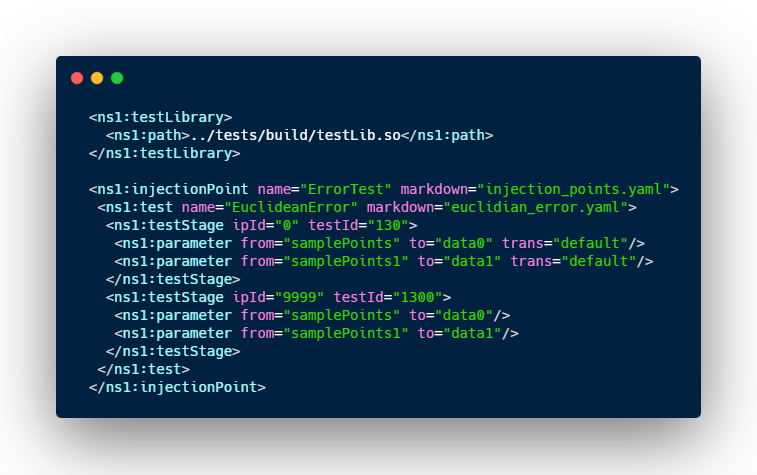 <ns1:testLibrary>
  <ns1:path>../tests/build/testLib.so</ns1:path>
</ns1:testLibrary>

<ns1:injectionPoint name="ErrorTest" markdown="injection_points.yaml">
 <ns1:test name="EuclideanError" markdown="euclidian_error.yaml">
  <ns1:testStage ipId="0" testId="130">
   <ns1:parameter from="samplePoints" to="data0" trans="default"/>
   <ns1:parameter from="samplePoints1" to="data1" trans="default"/>
  </ns1:testStage>
  <ns1:testStage ipId="9999" testId="1300">
   <ns1:parameter from="samplePoints" to="data0"/>
   <ns1:parameter from="samplePoints1" to="data1"/>
  </ns1:testStage>
 </ns1:test>
</ns1:injectionPoint>